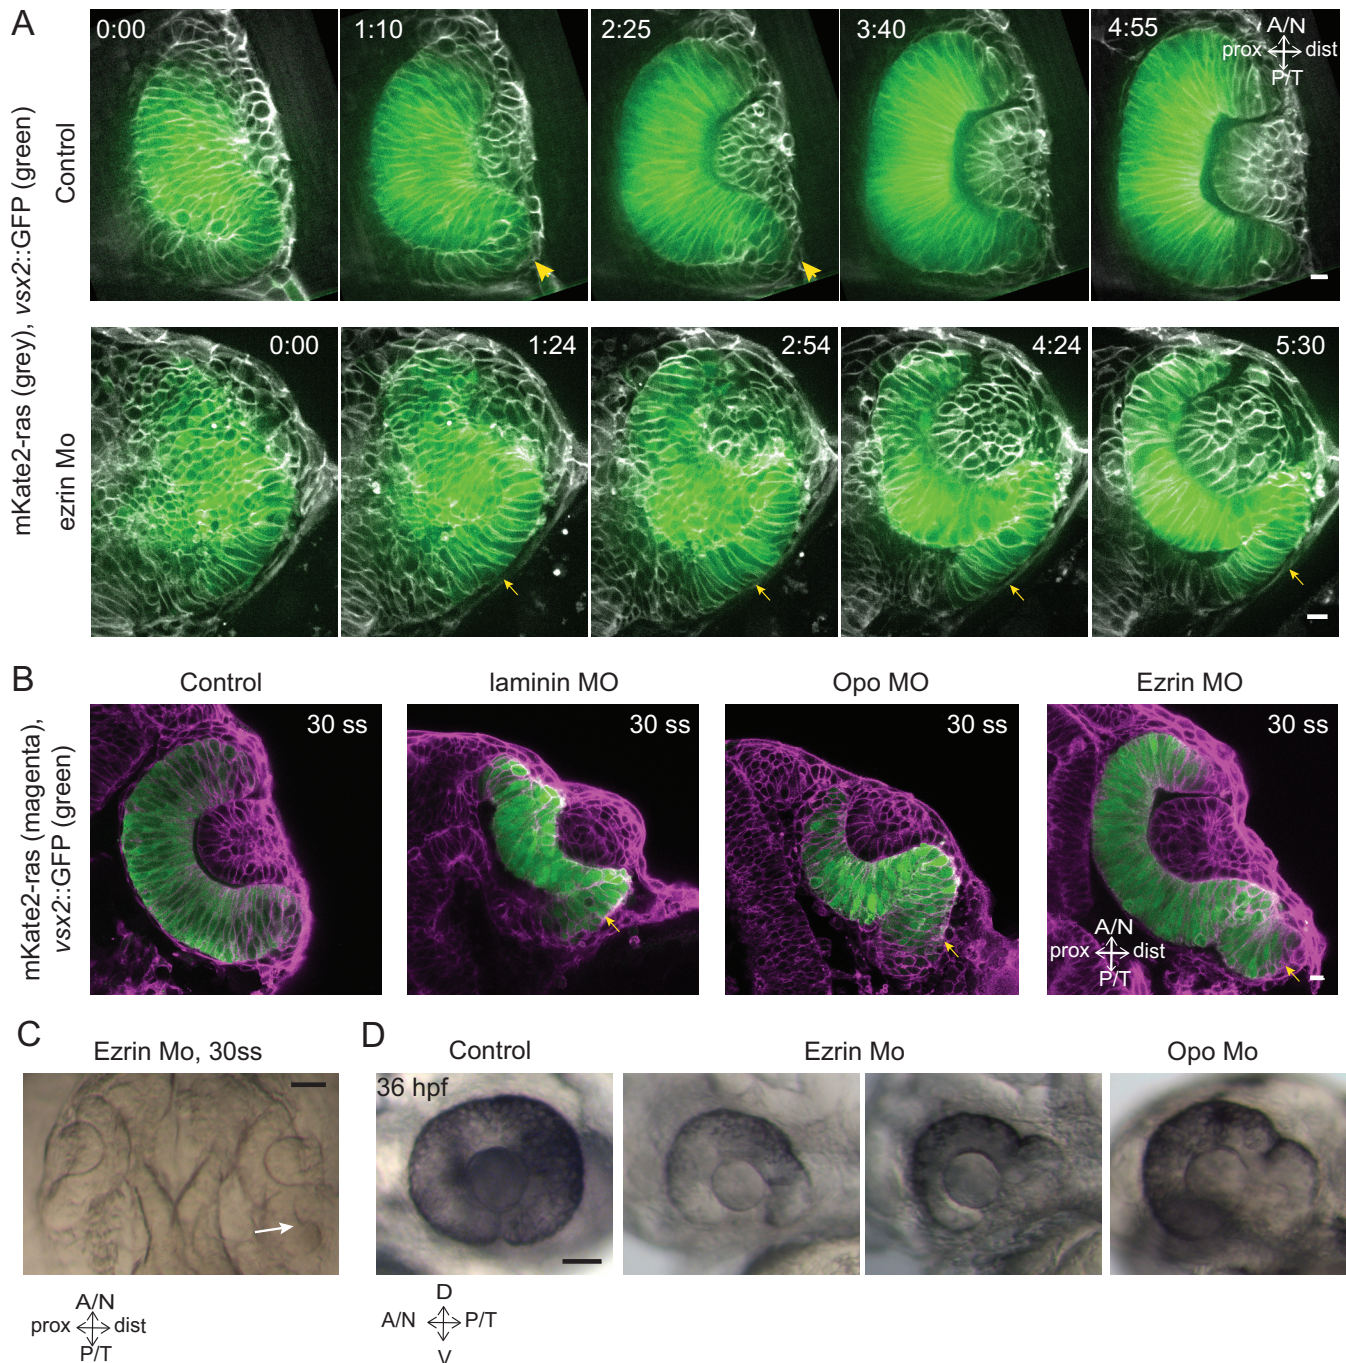 A
mKate2-ras (grey), vsx2::GFP (green)
Control
0:00
1:10
2:25
3:40
4:55
A/N
prox
dist
P/T
ezrin Mo
0:00
1:24
2:54
4:24
5:30
B
mKate2-ras (magenta),
vsx2::GFP (green)
Control
laminin MO
Opo MO
Ezrin MO
30 ss
30 ss
30 ss
30 ss
A/N
prox
dist
P/T
C
Ezrin Mo, 30ss
A/N
prox
dist
P/T
D
Control
Ezrin Mo
Opo Mo
36 hpf
D
A/N
P/T
V